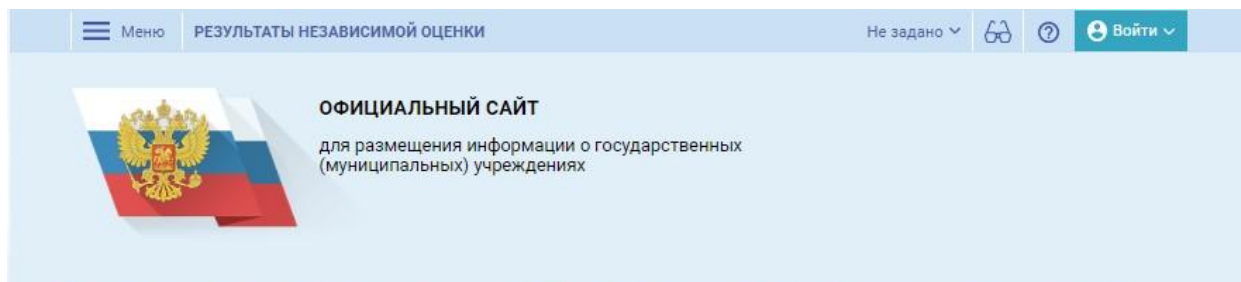 Меню
РЕЗУЛЬТАТЫ НЕЗАВИСИМОЙ ОЦЕНКИ
Не задано
Войти
ОФИЦИАЛЬНЫЙ САЙТ
для размещения информации о государственных
(муниципальных) учреждениях